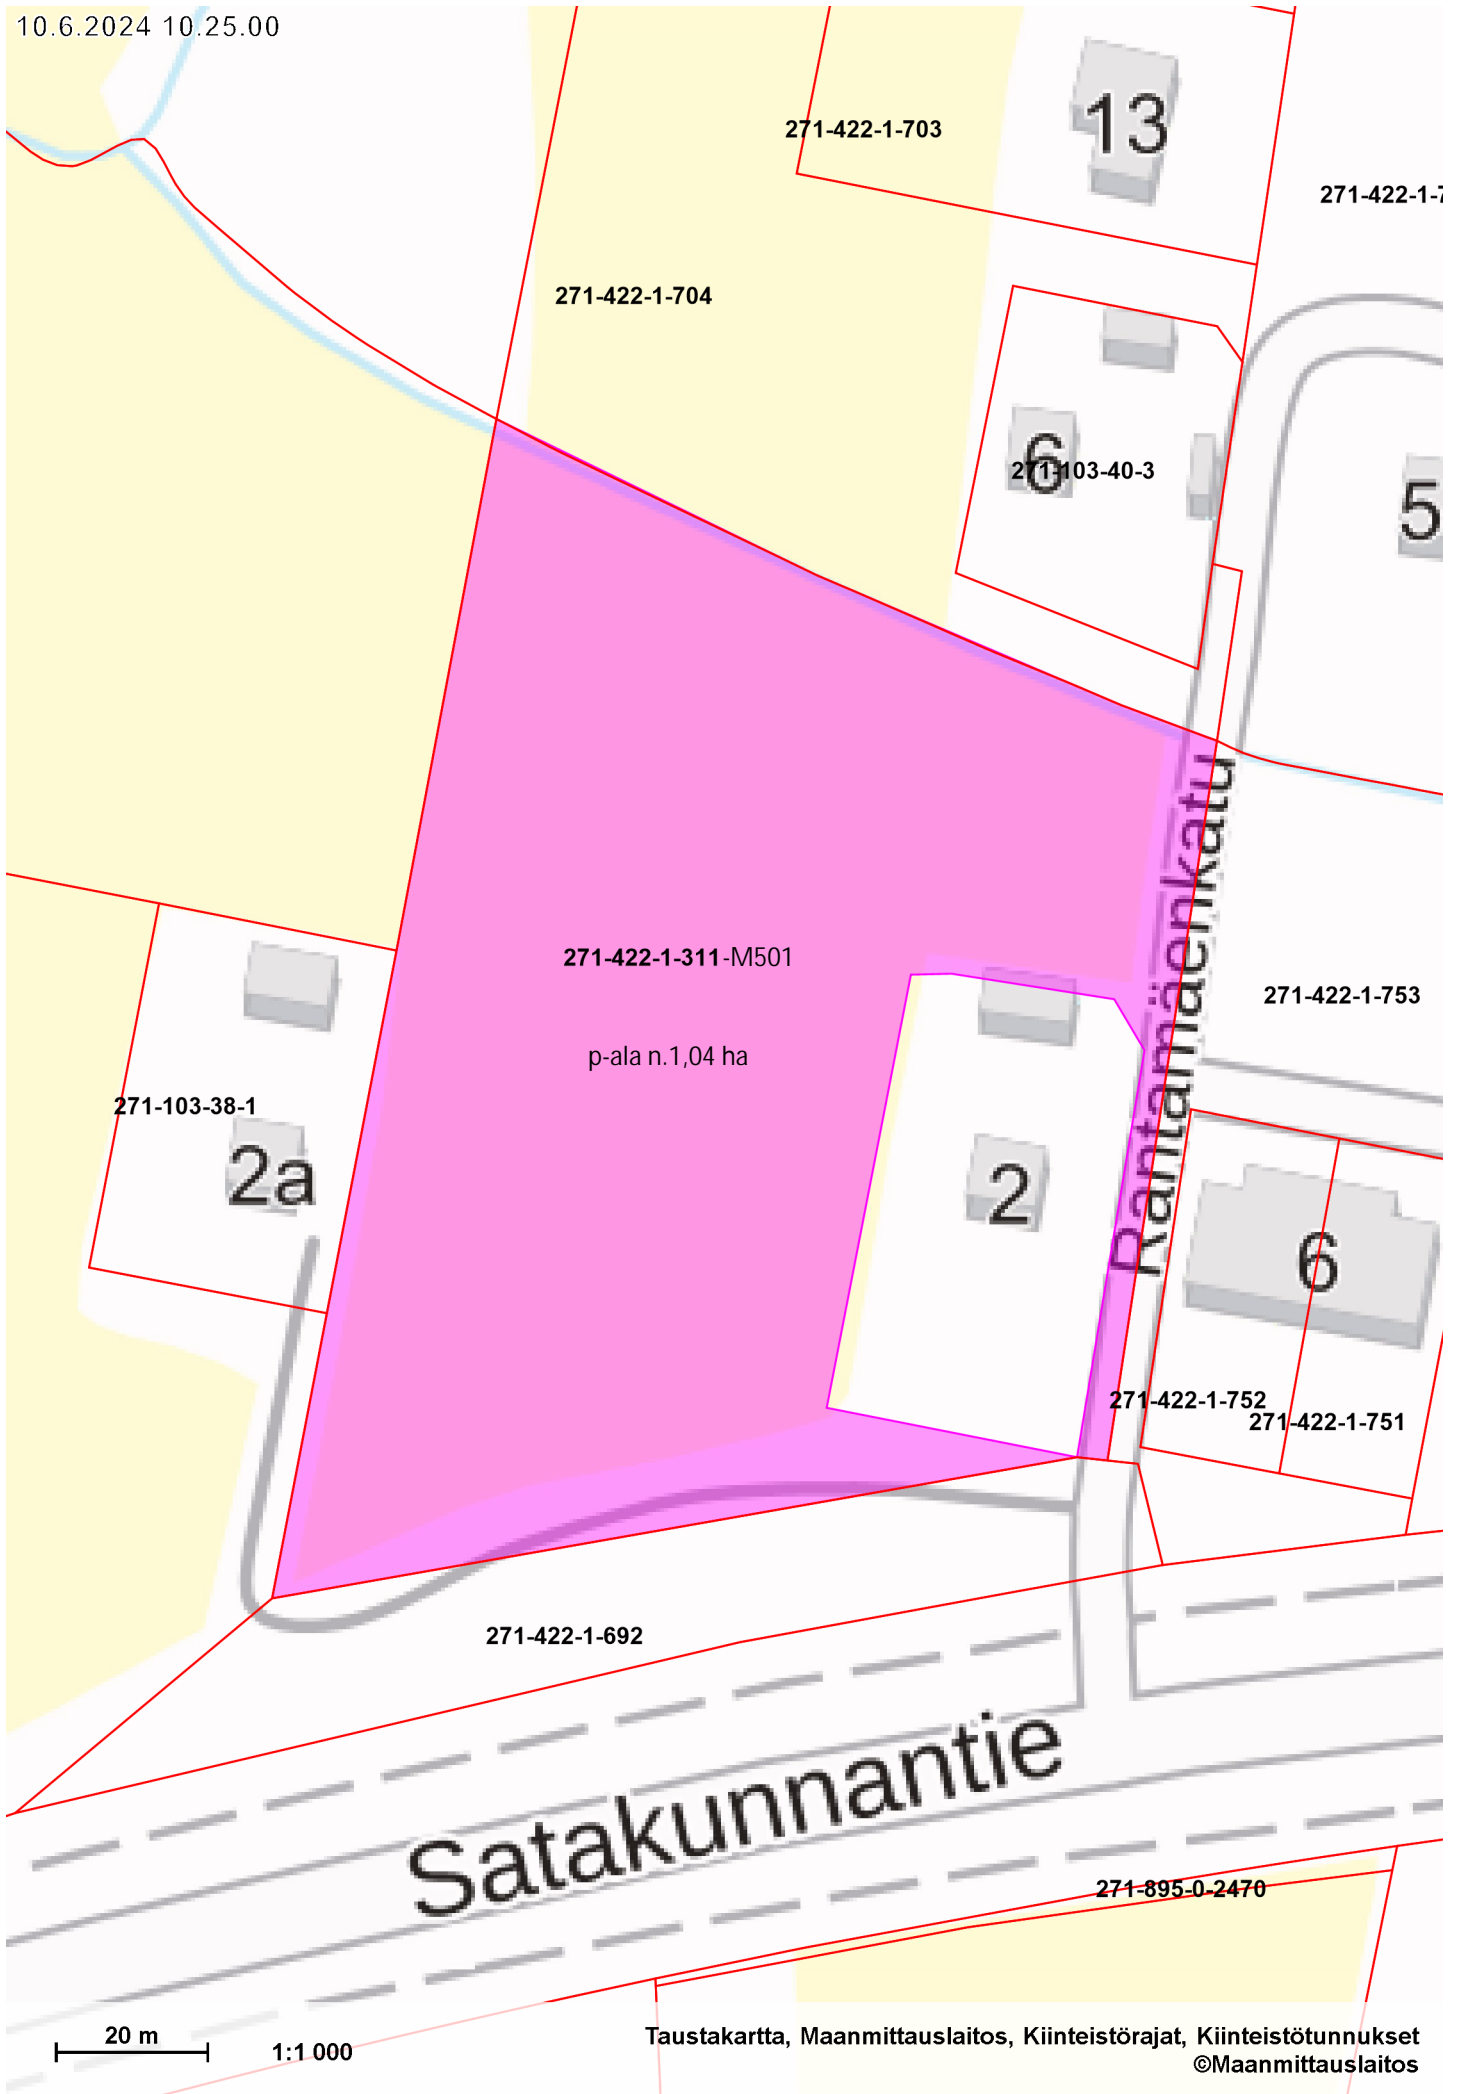 10.6.2024 10.25.00
13
271-422-1-703
271-422-1-7
271-422-1-704
6
271-103-40-3
5
Rantamäenkatu
271-422-1-311-M501
271-422-1-753
p-ala n.1,04 ha
271-103-38-1
2a
2
6
271-422-1-752
271-422-1-751
271-422-1-692
Satakunnantie
271-895-0-2470
20 m
1:1 000
Taustakartta, Maanmittauslaitos, Kiinteistörajat, Kiinteistötunnukset
©Maanmittauslaitos